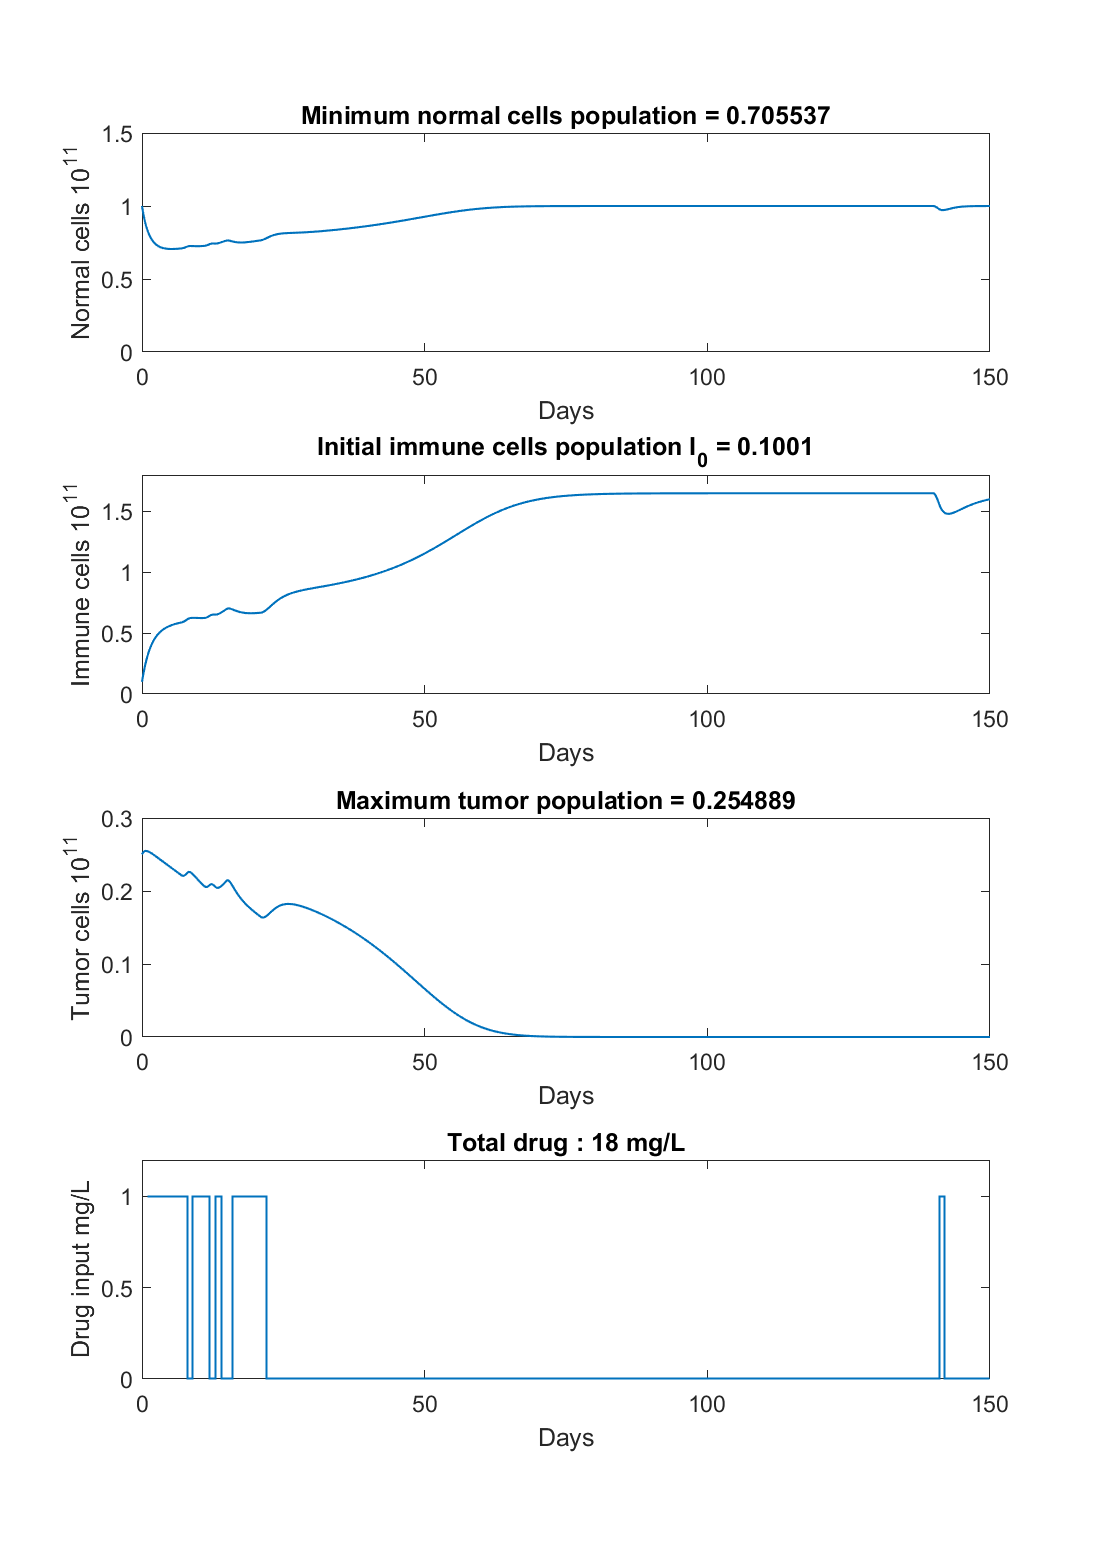 Minimum normal cells population = 0.705537
1.5
1
0.5
0
Normal cells 10^11
0 50 100 150
Days
Initial immune cells population I_0 = 0.1001
1.5
1
0.5
0
Immune cells 10^11
0 50 100 150
Days
Maximum tumor population = 0.254889
0.3
0.2
0.1
0
Tumor cells 10^11
0 50 100 150
Days
Total drug : 18 mg/L
1
0.5
0
Drug input mg/L
0 50 100 150
Days